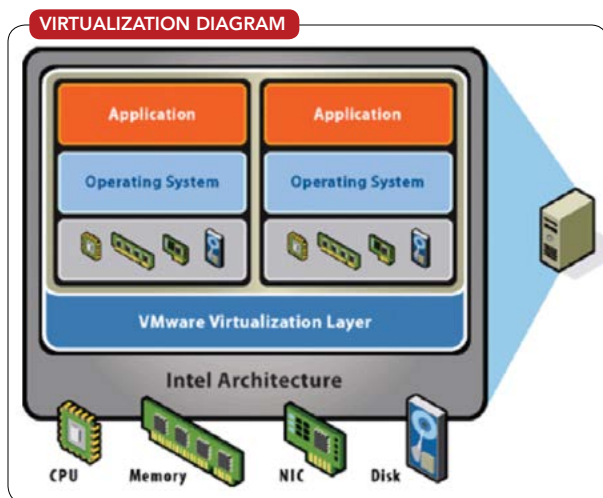 VIRTUALIZATION DIAGRAM
Application
Application
Operating System
Operating System
VMware Virtualization Layer
Intel Architecture
CPU
Memory
NIC
Disk